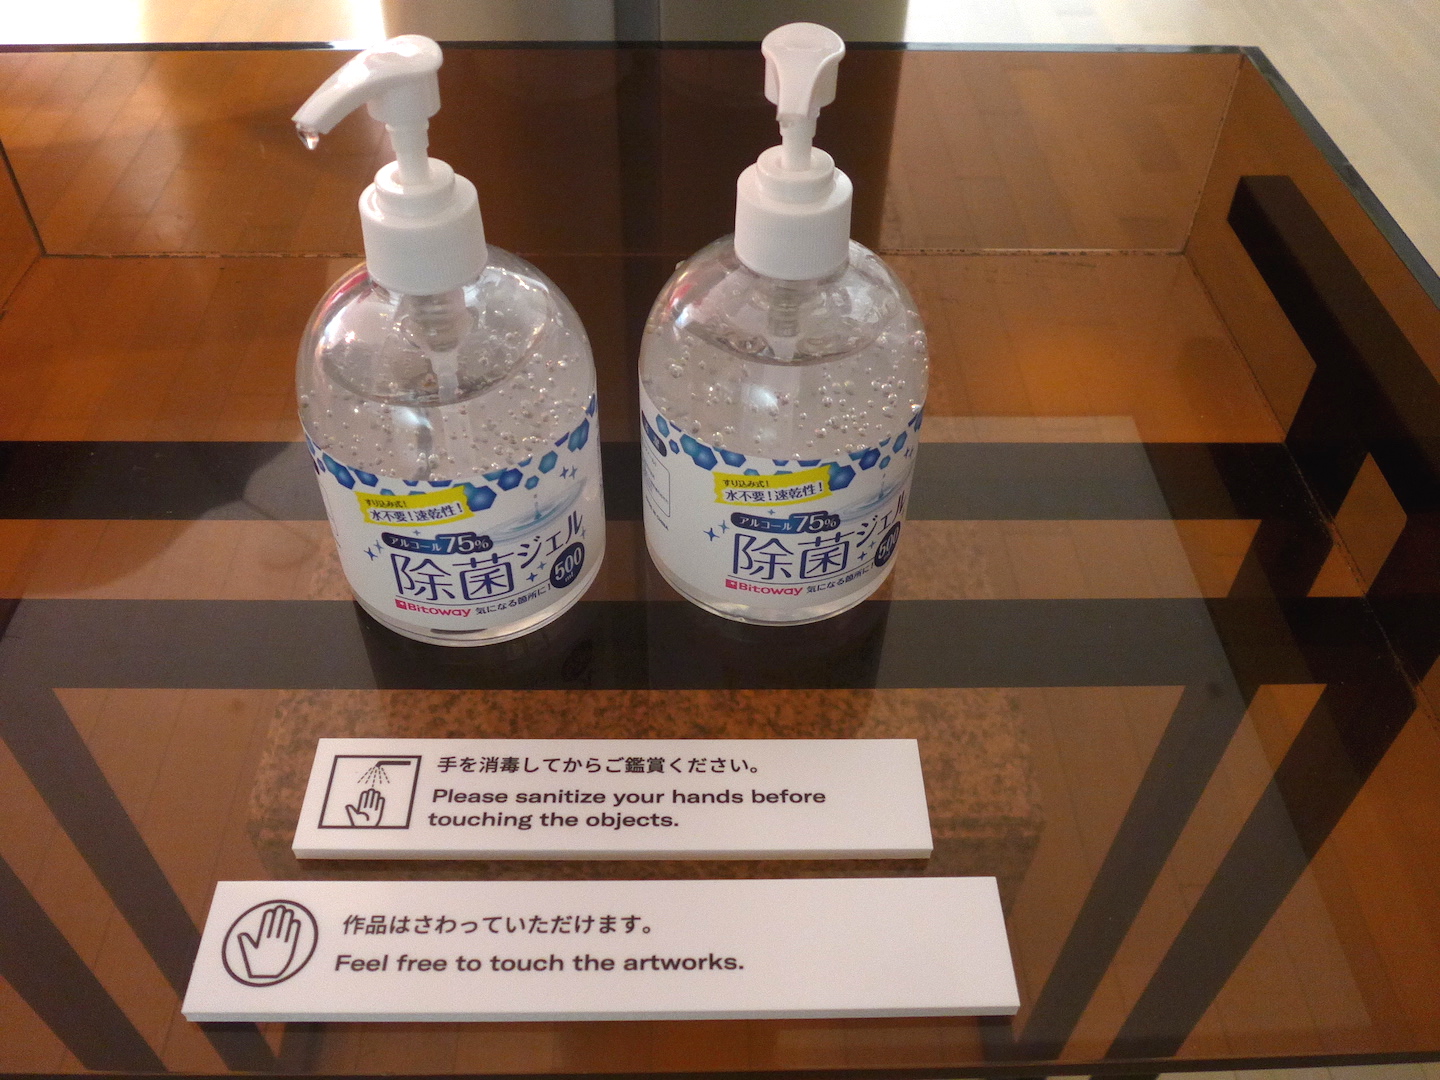 すり込み式!
水不要!速乾性!
アルコール75%
除菌ジェル
500
ml
Bitoway 気になる箇所に!
すり込み式!
水不要!速乾性!
アルコール75%
除菌ジェル
500
Bitoway 気になる箇所に!
手を消毒してからご鑑賞ください。
Please sanitize your hands before
touching the objects.
作品はさわっていただけます。
Feel free to touch the artworks.